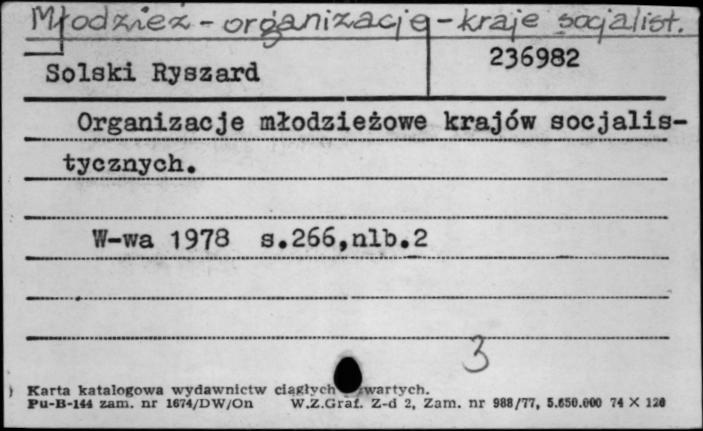 Młodzież - organizacje - kraje socjalist.
236982
Solski Ryszard
Organizacje młodzieżowe krajów socjalis-
tycznych.
W-wa 1978 s.266,nlb.2
3
Karta katalogowa wydawnictw ciągłych
Pu-B-144 zam. nr 1674/DW/On W.Z.Graf. Z-d 2, Zam. nr 988/77, 5.650.000 74 X 120